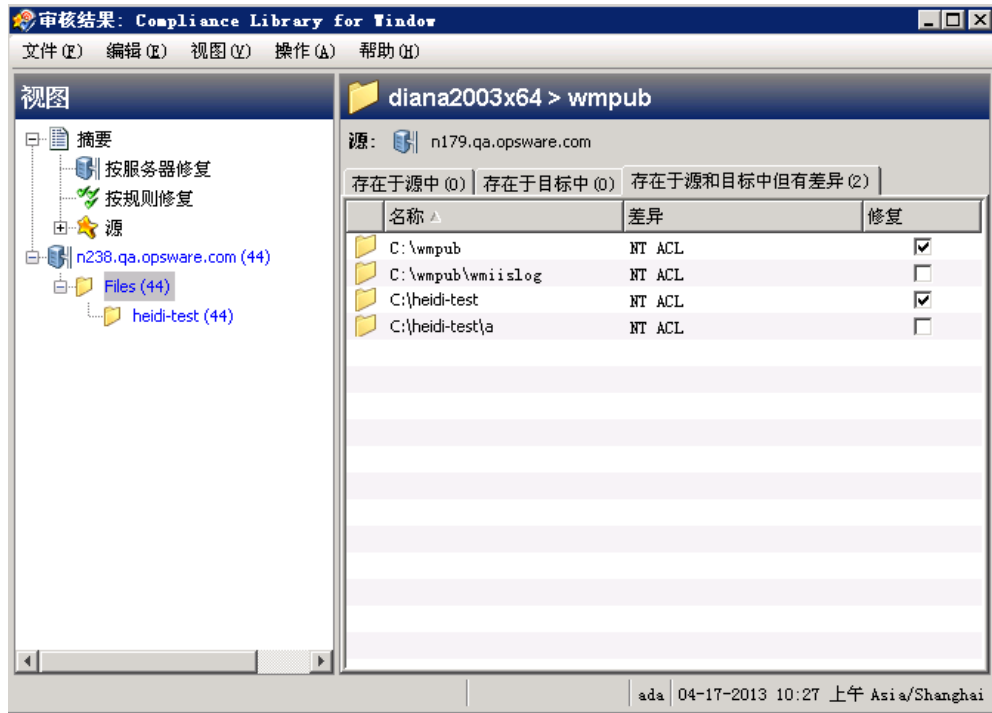 审核结果: Compliance Library for Window
文件(F) 编辑(E) 视图(V) 操作(A) 帮助(H)
视图
摘要
按服务器修复
按规则修复
源
n238.qa.opsware.com (44)
Files (44)
heidi-test (44)
diana2003x64 > wmpub
源: n179.qa.opsware.com
存在于源中(0) 存在于目标中(0) 存在于源和目标中但有差异(2)
名称 差异 修复
C:\wmpub NT ACL
C:\wmpub\wmiislog NT ACL
C:\heidi-test NT ACL
C:\heidi-test\a NT ACL
ada 04-17-2013 10:27 上午 Asia/Shanghai